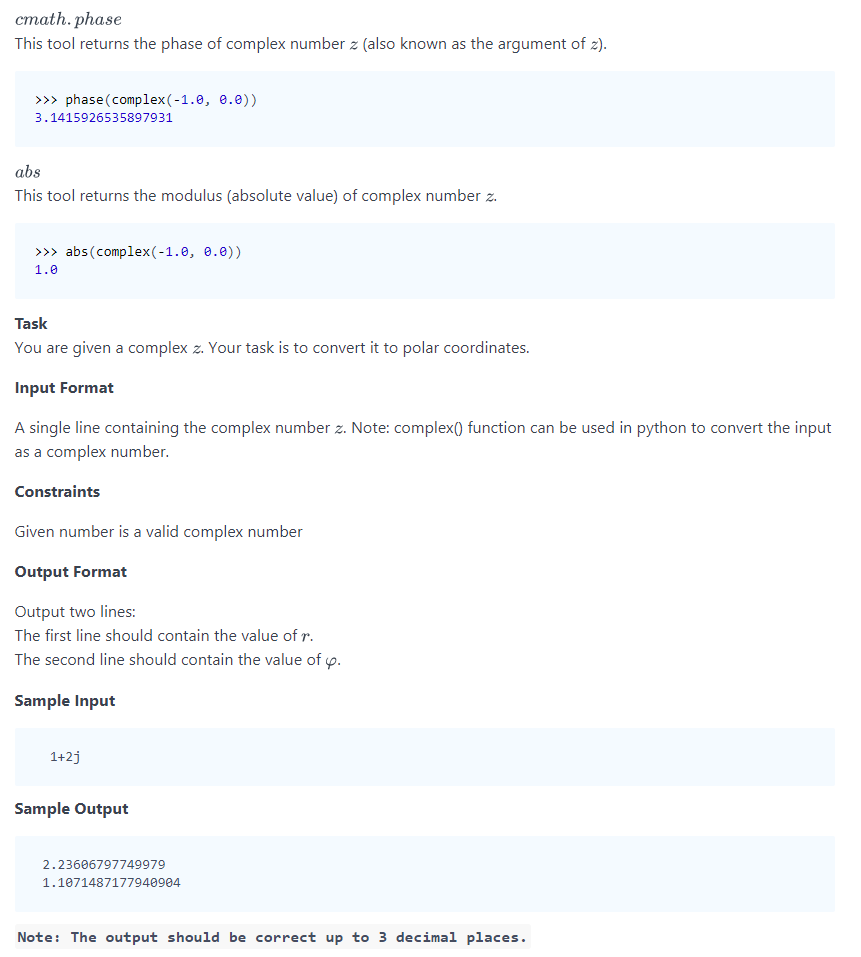 cmath.phase
This tool returns the phase of complex number z (also known as the argument of z).
>>> phase(complex(-1.0, 0.0))
3.1415926535897931
abs
This tool returns the modulus (absolute value) of complex number z.
>>> abs(complex(-1.0, 0.0))
1.0
Task
You are given a complex z. Your task is to convert it to polar coordinates.
Input Format
A single line containing the complex number z. Note: complex() function can be used in python to convert the input
as a complex number.
Constraints
Given number is a valid complex number
Output Format
Output two lines:
The first line should contain the value of r.
The second line should contain the value of φ.
Sample Input
1+2j
Sample Output
2.23606797749979
1.1071487177940904
Note: The output should be correct up to 3 decimal places.